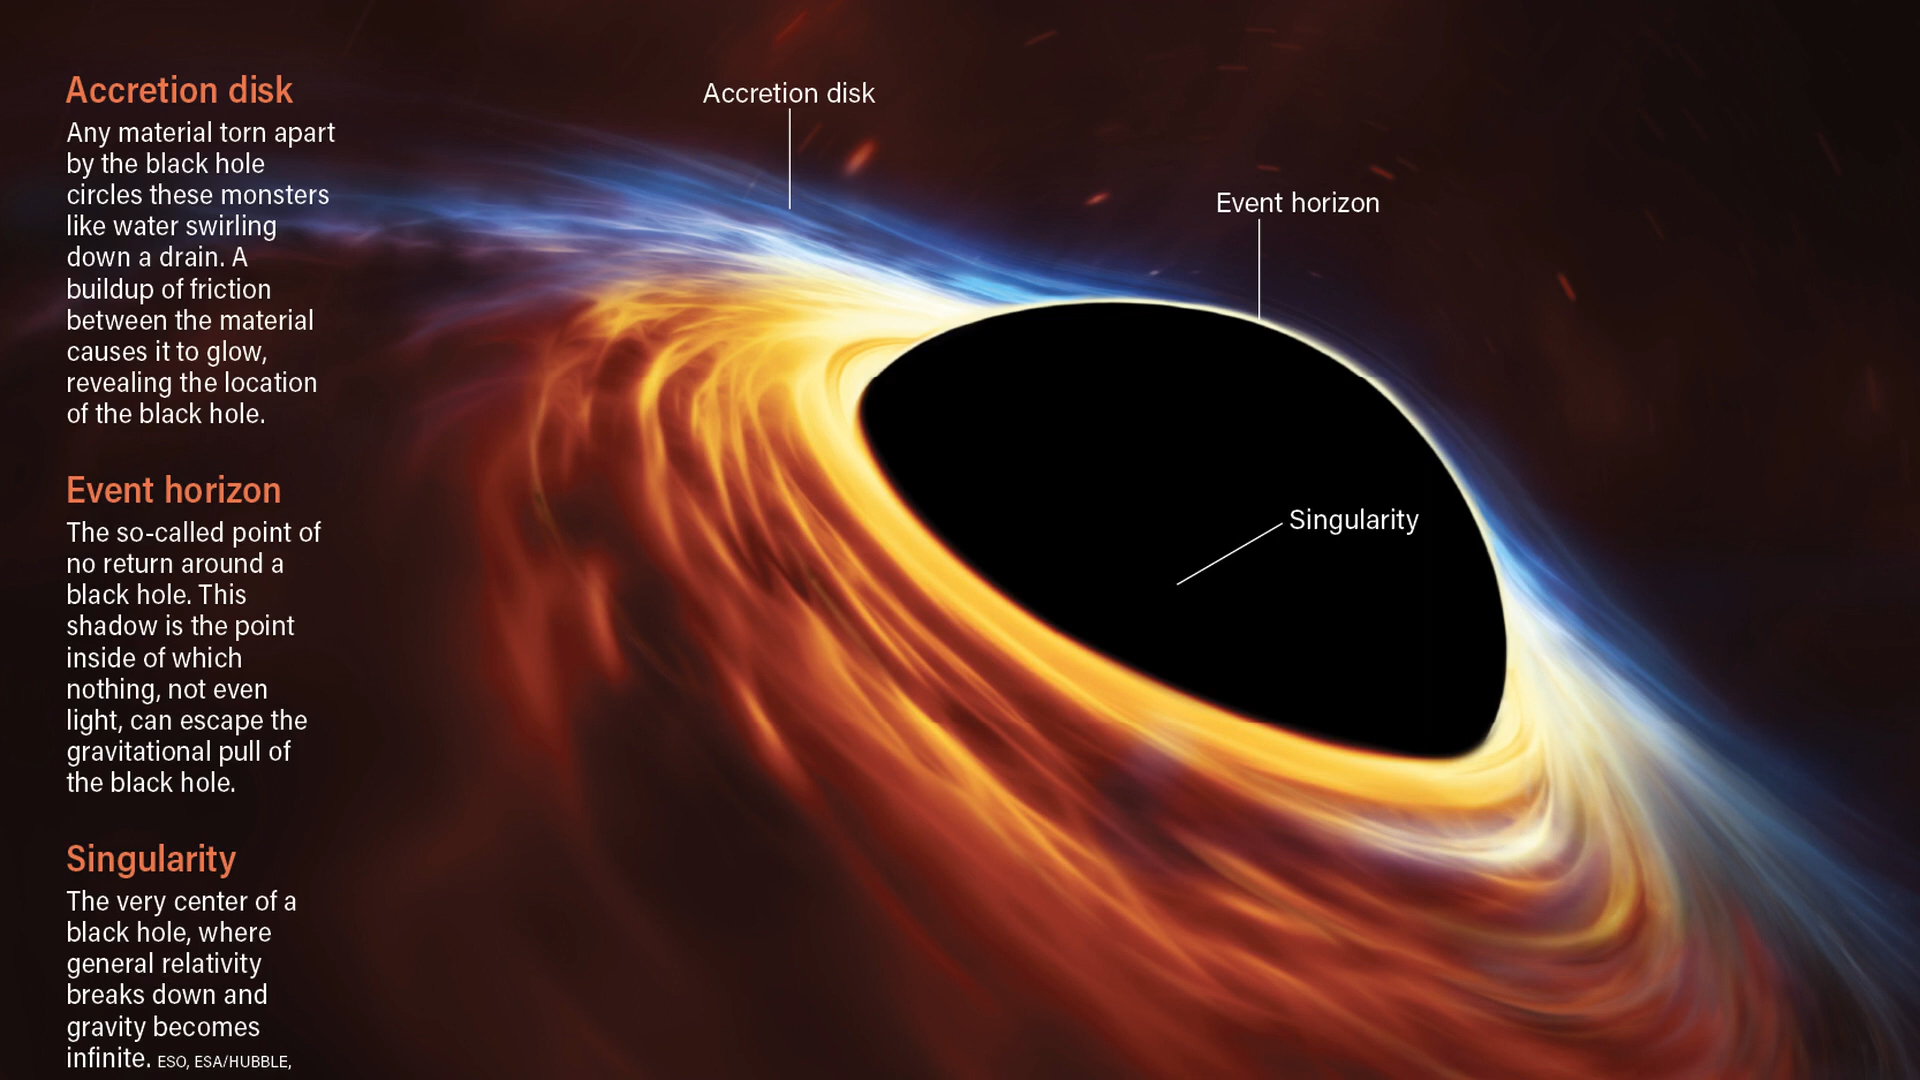 Accretion disk
Any material torn apart
by the black hole
circles these monsters
like water swirling
down a drain. A
buildup of friction
between the material
causes it to glow,
revealing the location
of the black hole.
Event horizon
The so-called point of
no return around a
black hole. This
shadow is the point
inside of which
nothing, not even
light, can escape the
gravitational pull of
the black hole.
Singularity
The very center of a
black hole, where
general relativity
breaks down and
gravity becomes
infinite. ESO, ESA/HUBBLE,
Accretion disk
Event horizon
Singularity